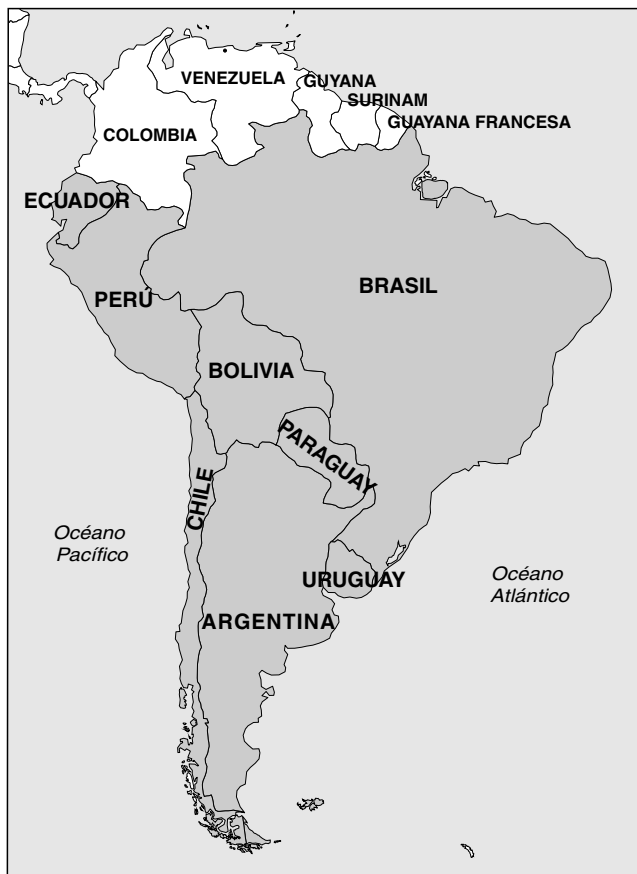 VENEZUELA
GUYANA
SURINAM
GUAYANA FRANCESA
COLOMBIA
ECUADOR
BRASIL
PERÚ
BOLIVIA
PARAGUAY
CHILE
Océano
Pacífico
URUGUAY
Océano
Atlántico
ARGENTINA